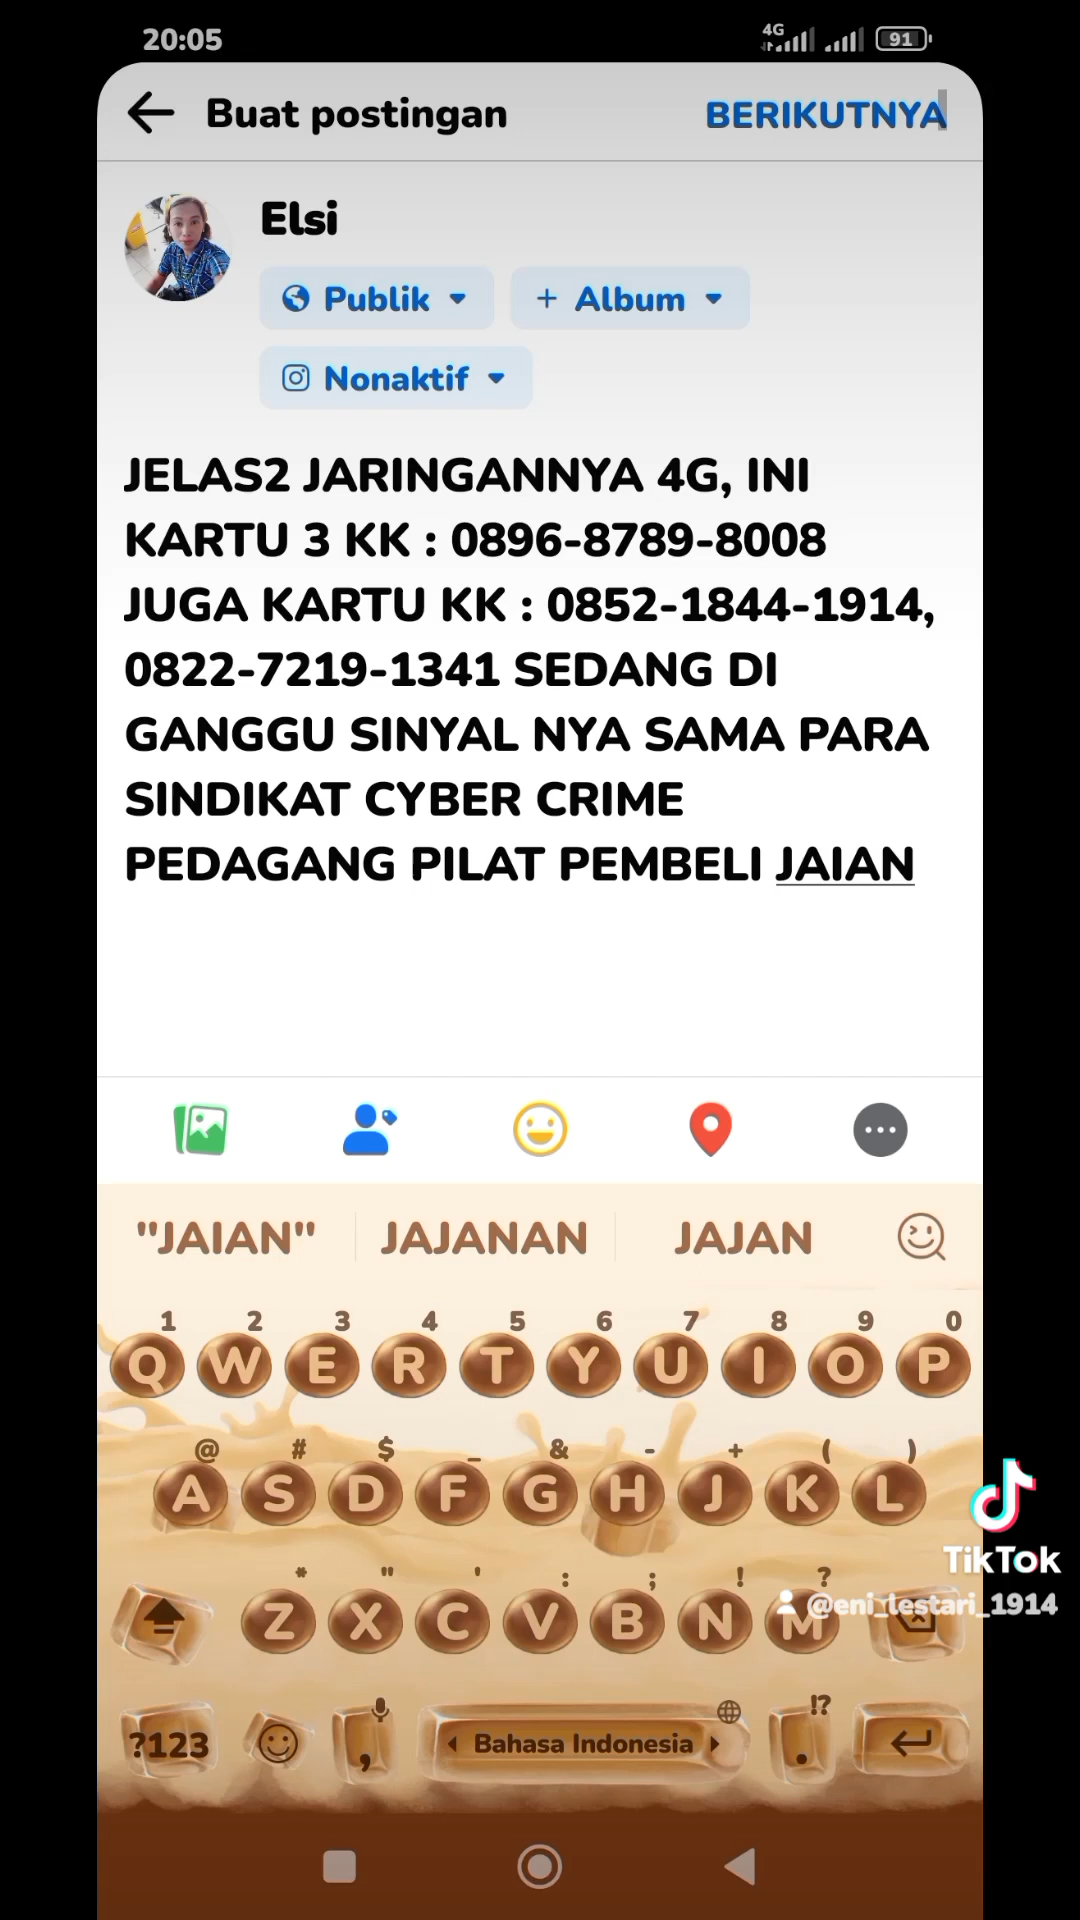 20:05
4G
91
Buat postingan
BERIKUTNYA
Elsi
Publik
+ Album
Nonaktif
JELAS2 JARINGANNYA 4G, INI
KARTU 3 KK : 0896-8789-8008
JUGA KARTU KK : 0852-1844-1914,
0822-7219-1341 SEDANG DI
GANGGU SINYAL NYA SAMA PARA
SINDIKAT CYBER CRIME
PEDAGANG PILAT PEMBELI JAIAN
"JAIAN" JAJANAN JAJAN
1 2 3 4 5 6 7 8 9 0
Q W E R T Y U I O P
@ # $ _ & - + ( )
A S D F G H J K L
TikTok
* " ' : ; ! ?
@eni_lestari_1914
Z X C V B N M
!?
?123 , Bahasa Indonesia .